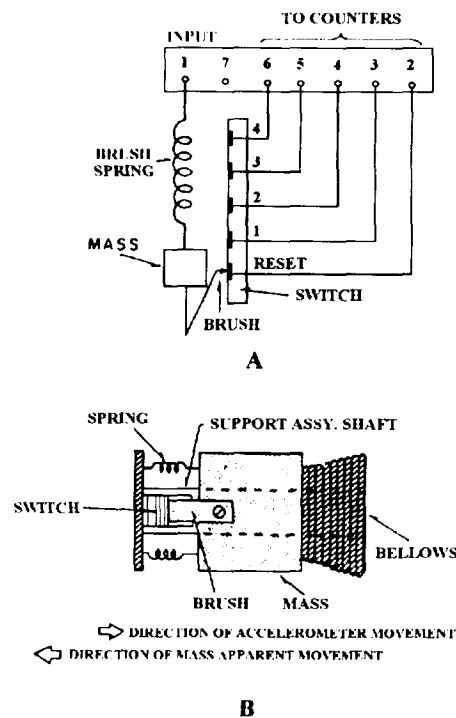 TO COUNTERS
INPUT
1 7 6 5 4 3 2
4
3
BRUSH
SPRING
2
MASS
1
RESET
SWITCH
BRUSH
A
SPRING
SUPPORT ASSY. SHAFT
SWITCH
BELLOWS
BRUSH
MASS
DIRECTION OF ACCELEROMETER MOVEMENT
DIRECTION OF MASS APPARENT MOVEMENT
B